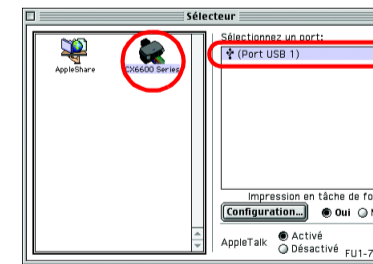 Sélecteur
AppleShare
CX6600 Series
Sélectionnez un port:
(Port USB 1)
Impression en tâche de fo
Configuration...
Oui
AppleTalk
Activé
Désactivé
FU1-7